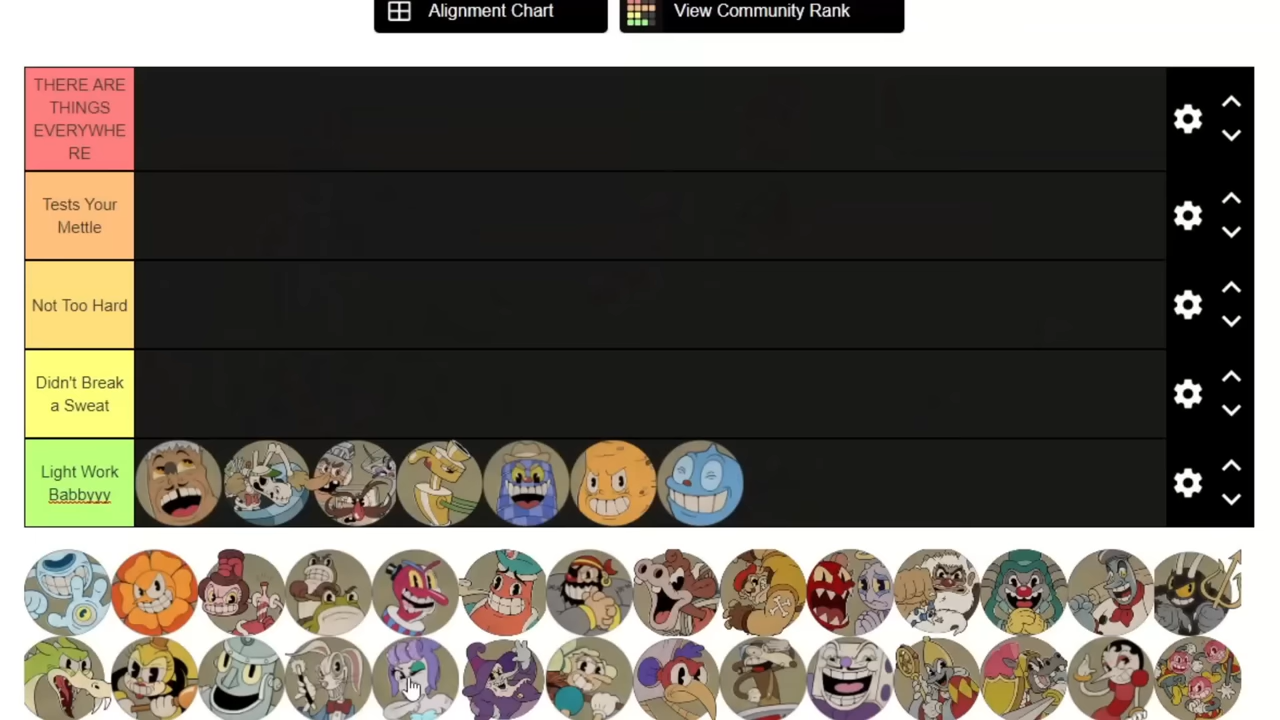 Alignment Chart
View Community Rank
THERE ARE
THINGS
EVERYWHE
RE
Tests Your
Mettle
Not Too Hard
Didn't Break
a Sweat
Light Work
Babbyyy